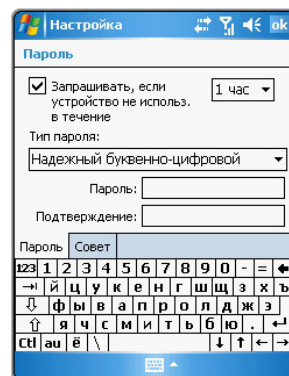 Настройка ok
Пароль
Запрашивать, если
устройство не использ.
в течение
1 час
Тип пароля:
Надежный буквенно-цифровой
Пароль:
Подтверждение:
Пароль Совет
123 1 2 3 4 5 6 7 8 9 0 - =
й ц у к е н г ш щ з х ъ
ф ы в а п р о л д ж э
я ч с м и т ь б ю .
Ctl au ё \